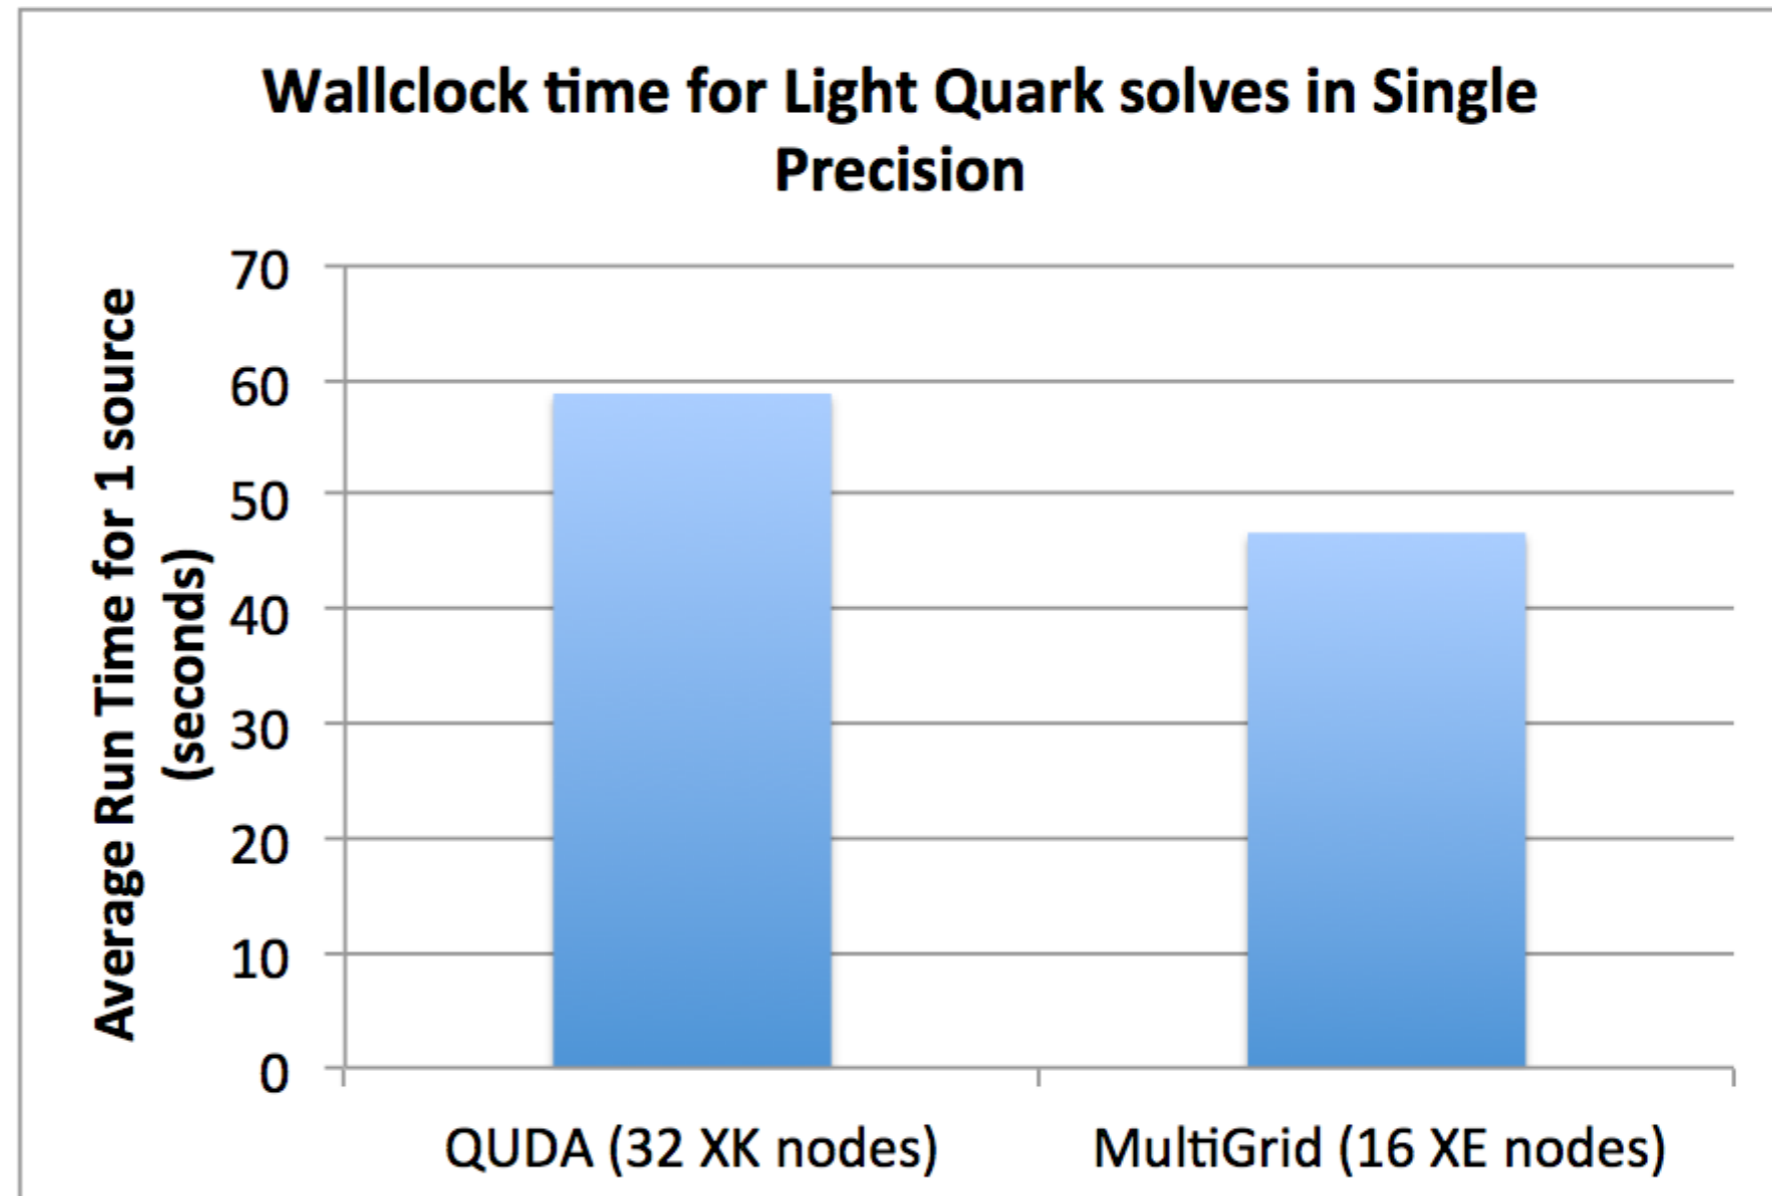 Wallclock time for Light Quark solves in Single
Precision
Average Run Time for 1 source
(seconds)
70
60
50
40
30
20
10
0
QUDA (32 XK nodes)
MultiGrid (16 XE nodes)